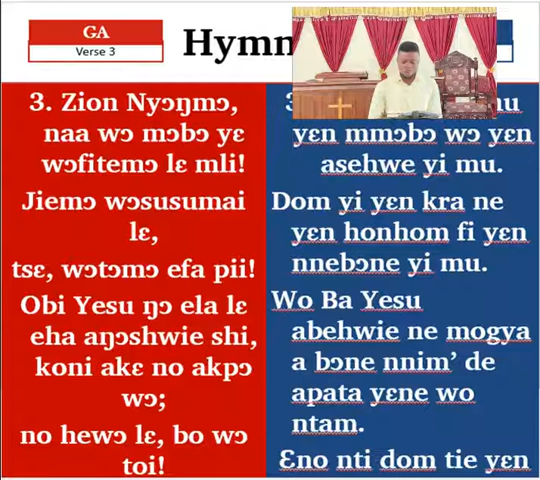 GA
Verse 3
Hymn
3. Zion Nyɔŋmɔ,
naa wɔ mɔbɔ yɛ
wɔfitemɔ lɛ mli!
Jiemɔ wɔsusumai
lɛ,
tsɛ, wɔtɔmɔ efa pii!
Obi Yesu ŋɔ ela lɛ
eha aŋɔshwie shi,
koni akɛ no akpɔ
wɔ;
no hewɔ lɛ, bo wɔ
toi!
yɛn mmɔbɔ wɔ yɛn
asehwe yi mu.
Dom yi yɛn kra ne
yɛn honhom fi yɛn
nnebɔne yi mu.
Wo Ba Yesu
abehwie ne mogya
a bɔne nnim’ de
apata yɛne wo
ntam.
Ɛno nti dom tie yɛn